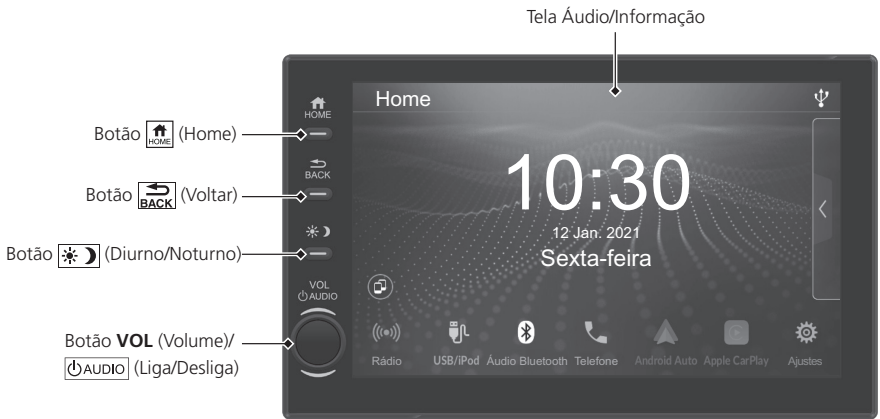 Tela Áudio/Informação
HOME
Home
Botão HOME (Home)
BACK
10:30
Botão BACK (Voltar)
12 Jan. 2021
Botão (Diurno/Noturno)
Sexta-feira
VOL
AUDIO
Botão VOL (Volume)/
AUDIO (Liga/Desliga)
Rádio USB/iPod Áudio Bluetooth Telefone Android Auto Apple CarPlay Ajustes